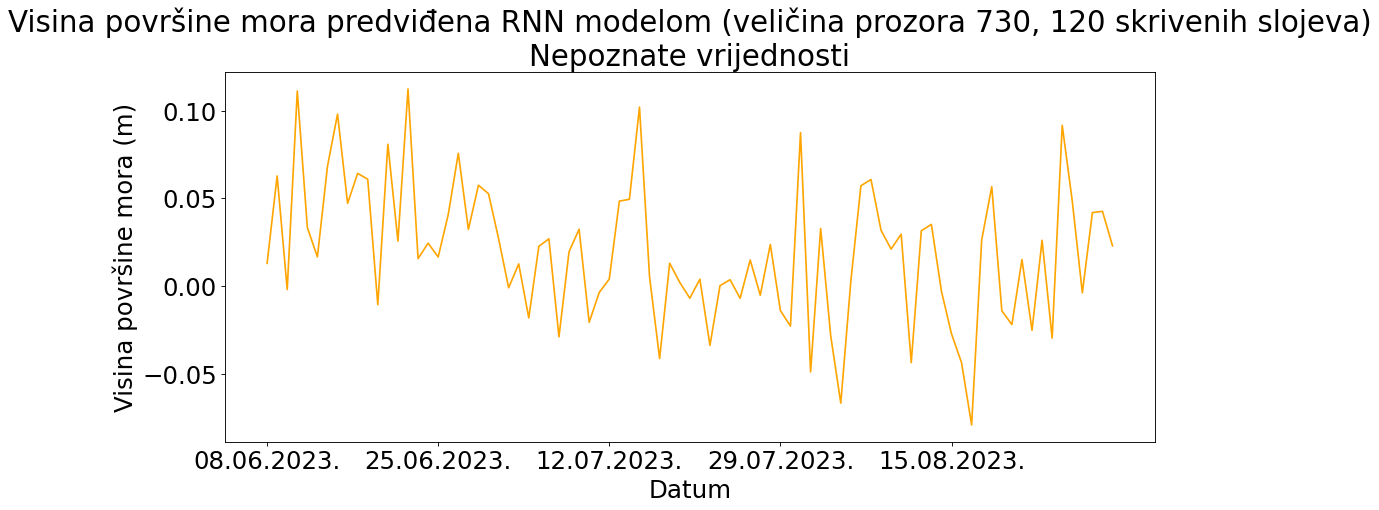 Visina površine mora predviđena RNN modelom (veličina prozora 730, 120 skrivenih slojeva)
Nepoznate vrijednosti
Visina površine mora (m)
0.10
0.05
0.00
−0.05
08.06.2023. 25.06.2023. 12.07.2023. 29.07.2023. 15.08.2023.
Datum